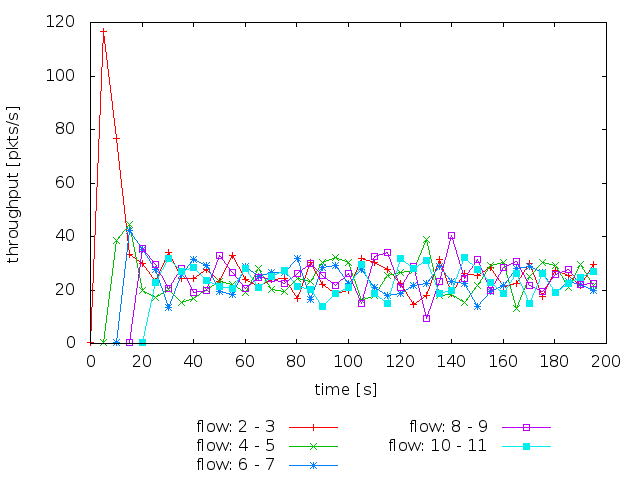 throughput [pkts/s]
120
100
80
60
40
20
0
0 20 40 60 80 100 120 140 160 180 200
time [s]
flow: 2 - 3
flow: 4 - 5
flow: 6 - 7
flow: 8 - 9
flow: 10 - 11